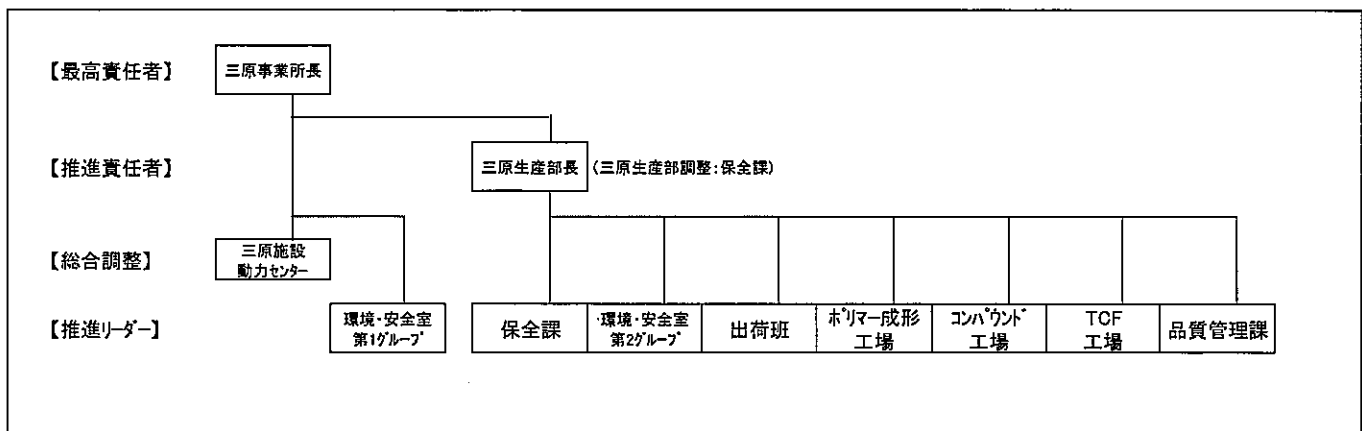 【最高責任者】 三原事業所長
【推進責任者】 三原生産部長 (三原生産部調整:保全課)
【総合調整】 三原施設
動力センター
【推進リーダー】 環境・安全室
第1グループ
保全課
環境・安全室
第2グループ
出荷班
ポリマー成形
工場
コンパウンド
工場
TCF
工場
品質管理課